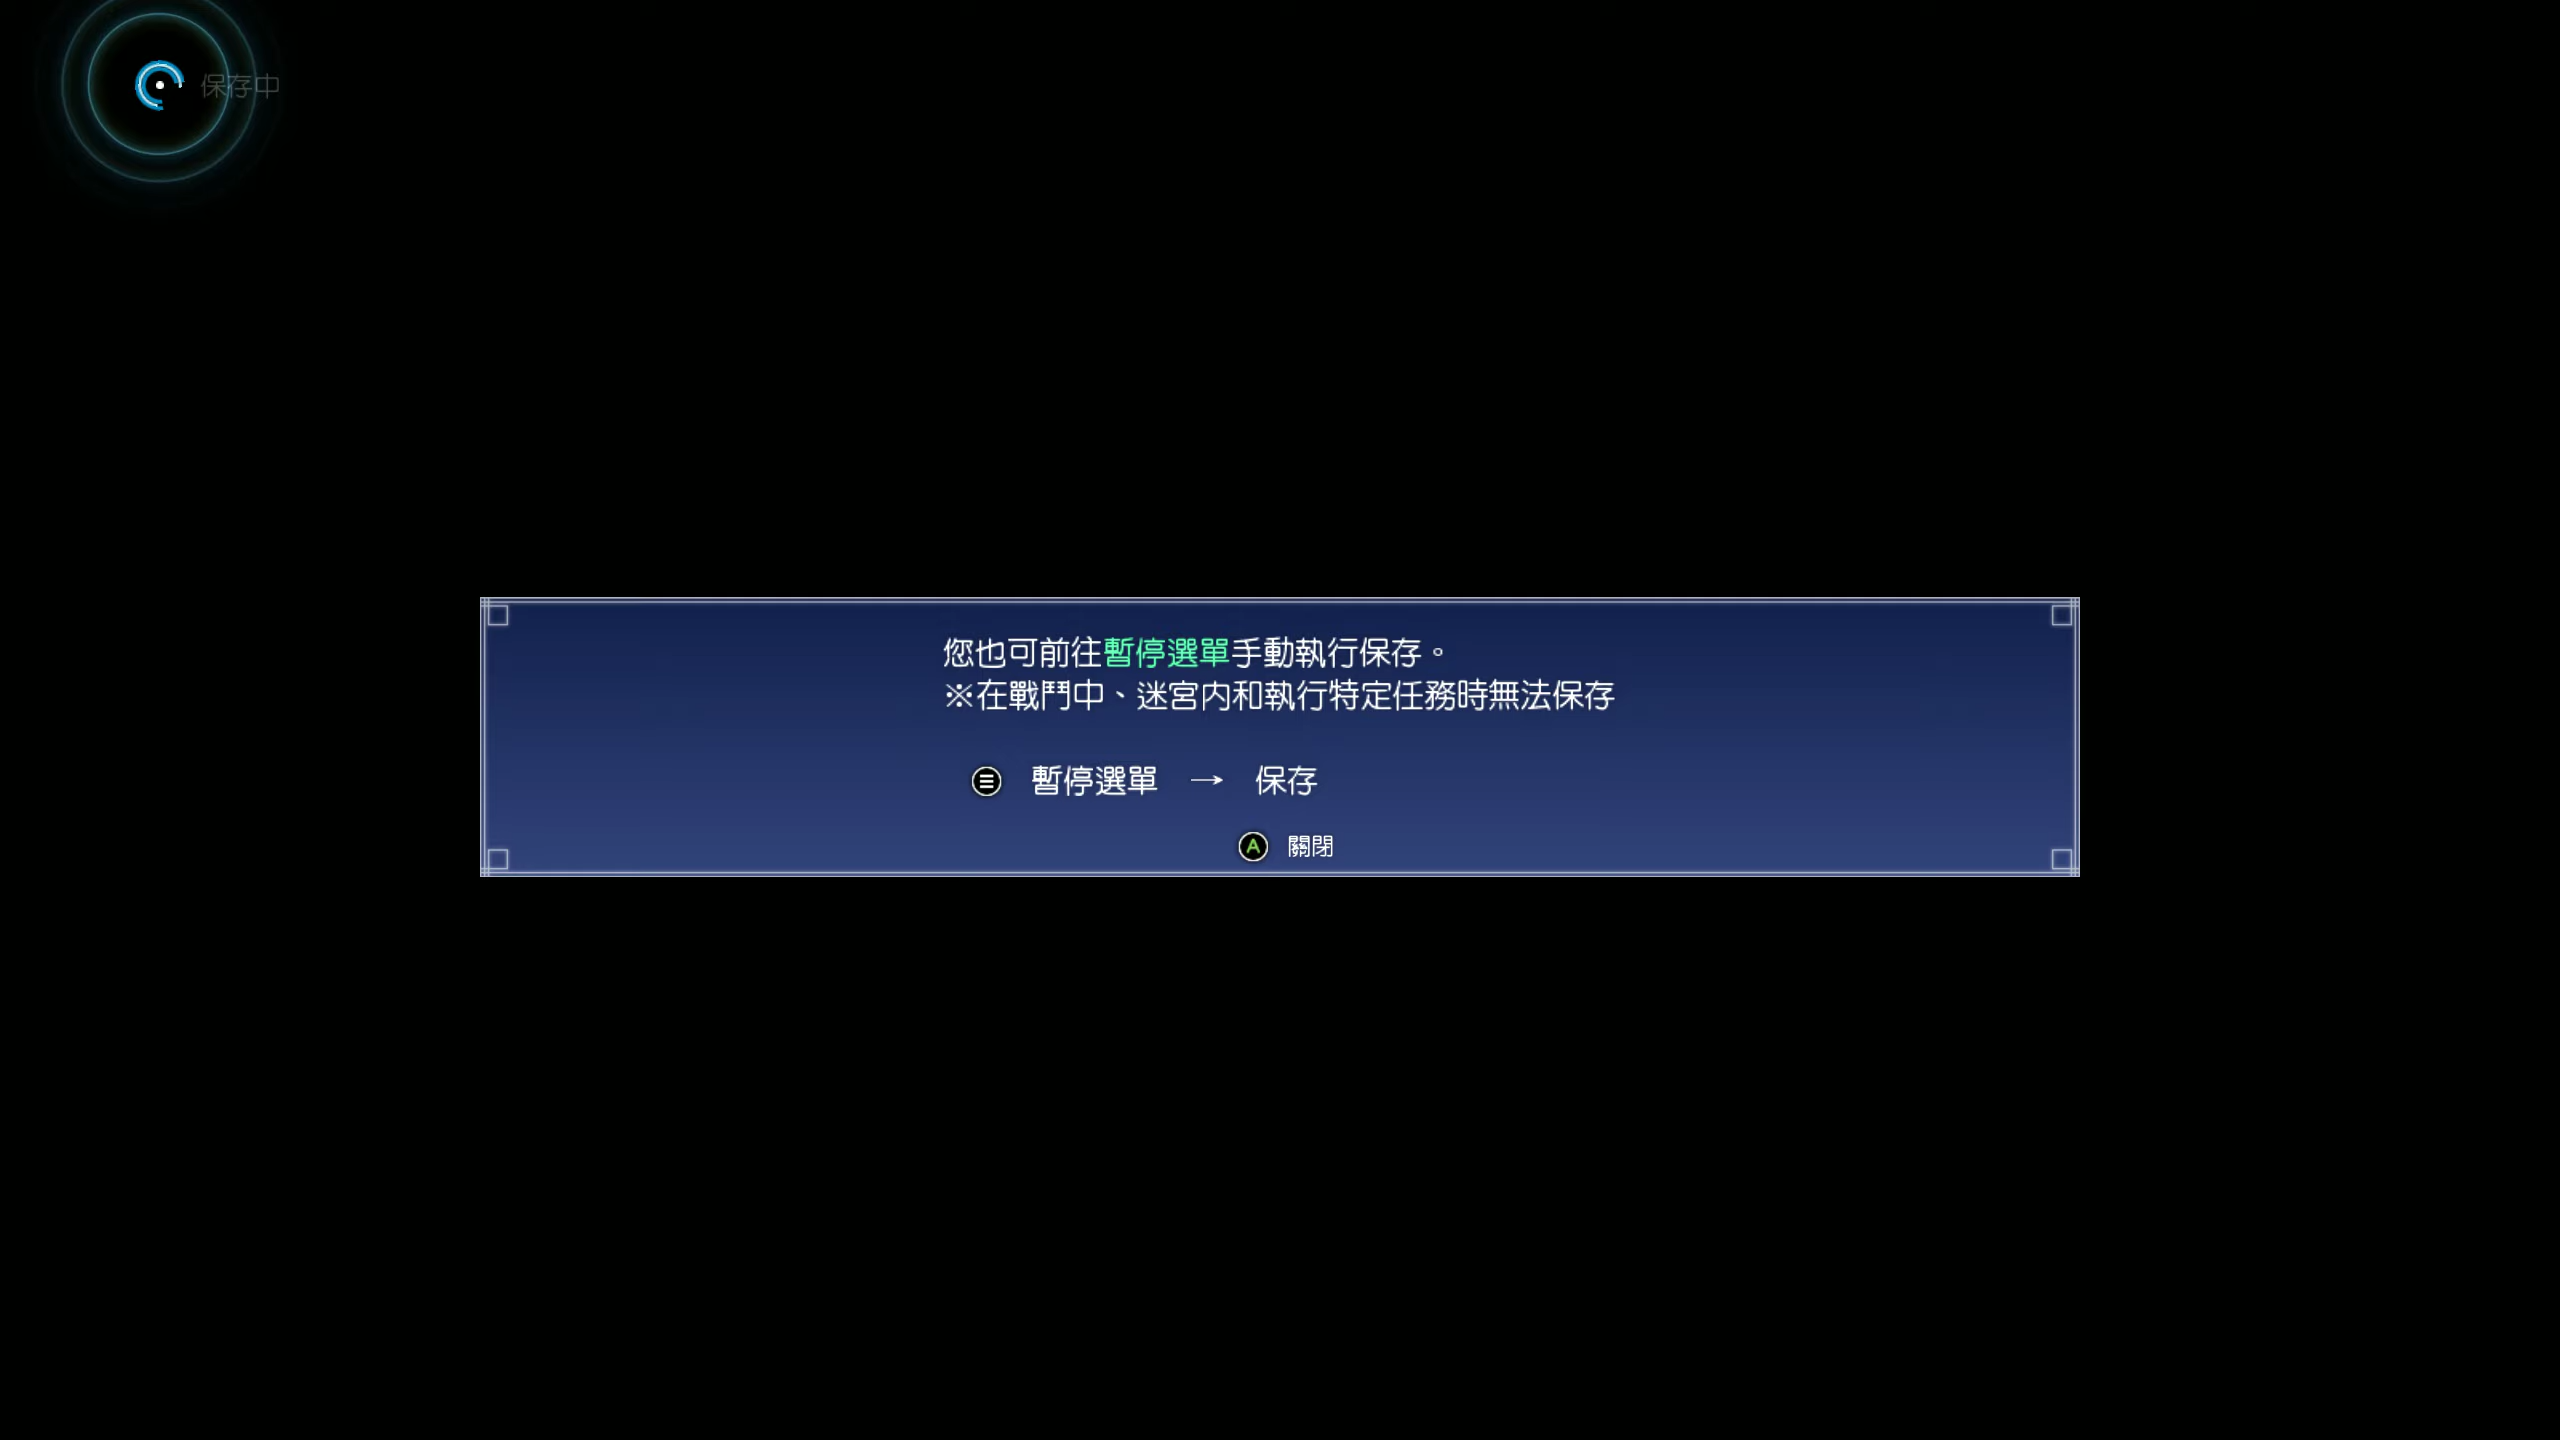 保存中
您也可前往暫停選單手動執行保存。
※在戰鬥中、迷宮内和執行特定任務時無法保存
暫停選單 → 保存
A 關閉